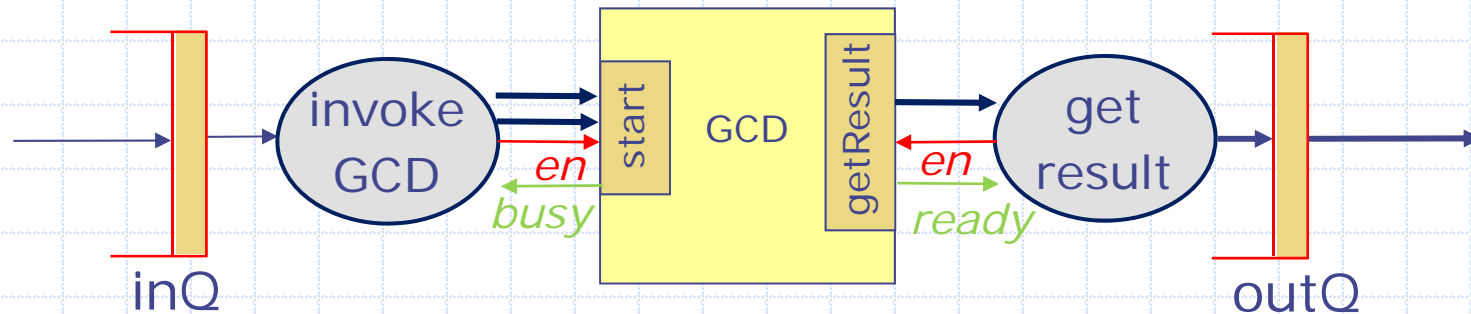 inQ
invoke
GCD
en
busy
start
GCD
getResult
en
ready
get
result
outQ